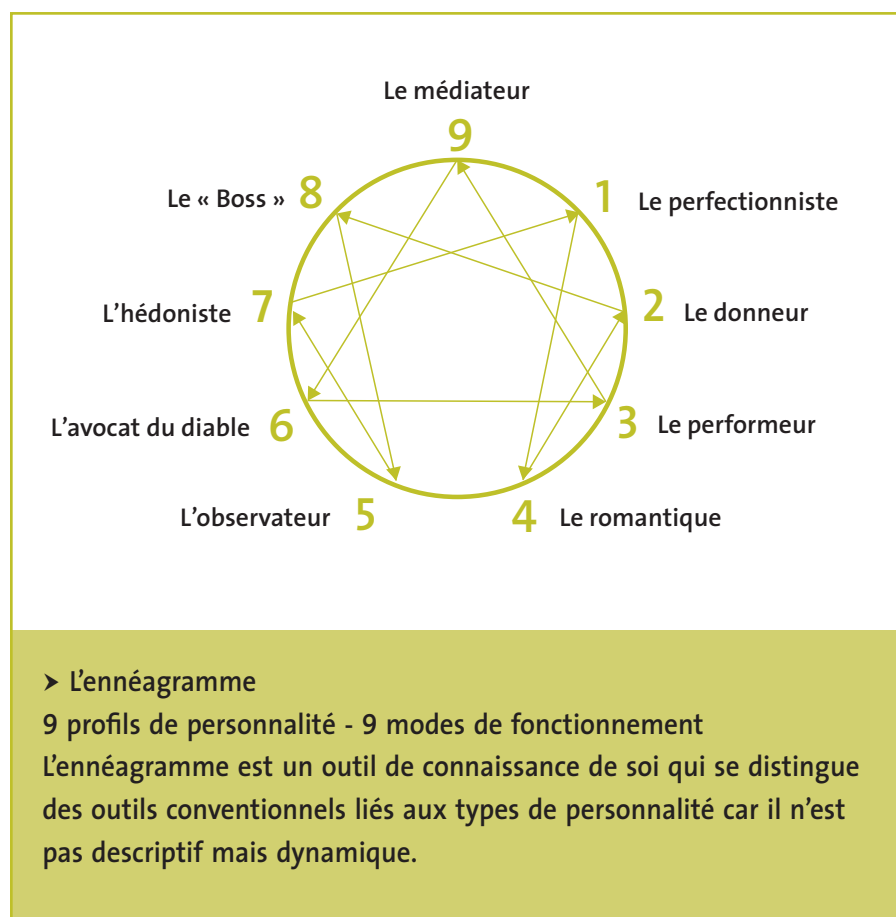 Le médiateur
9
Le « Boss » 8
1 Le perfectionniste
L'hédoniste 7
2 Le donneur
L'avocat du diable 6
3 Le performeur
L'observateur 5
4 Le romantique
➤ L'ennéagramme
9 profils de personnalité - 9 modes de fonctionnement
L'ennéagramme est un outil de connaissance de soi qui se distingue
des outils conventionnels liés aux types de personnalité car il n'est
pas descriptif mais dynamique.